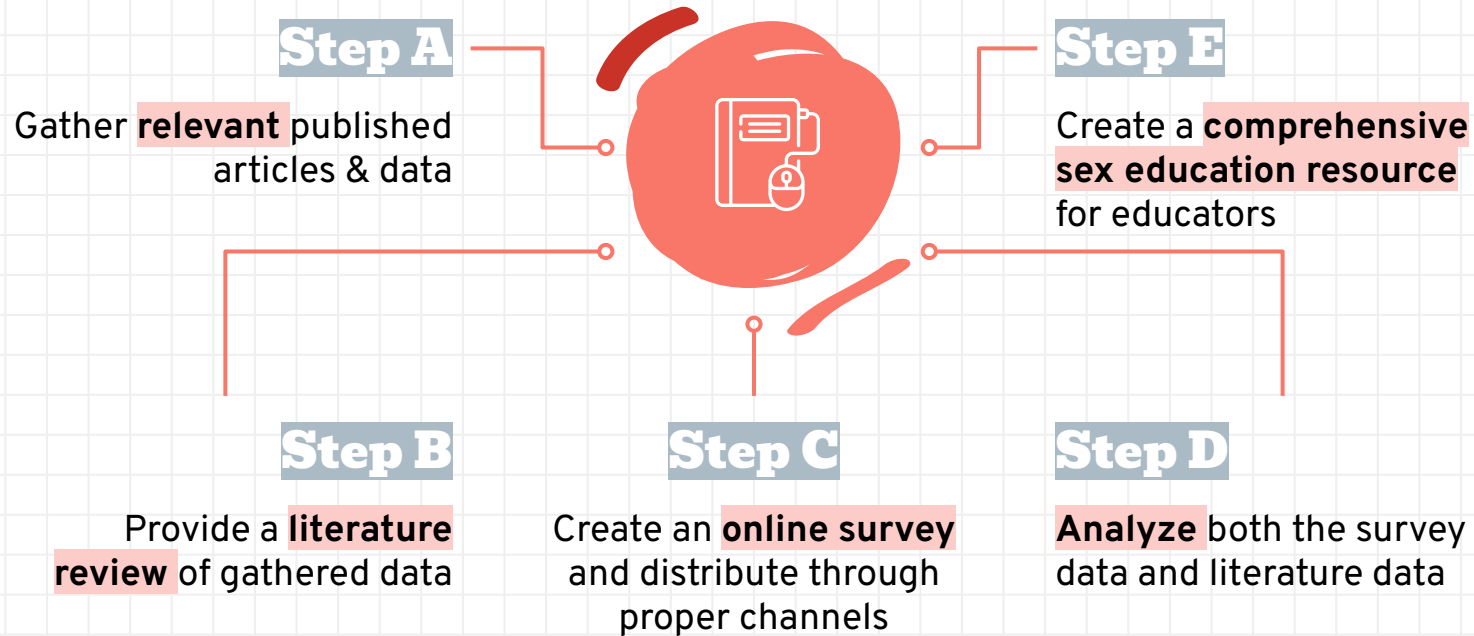 Step A
Gather relevant published
articles & data
Step B
Provide a literature
review of gathered data
Step C
Create an online survey
and distribute through
proper channels
Step D
Analyze both the survey
data and literature data
Step E
Create a comprehensive
sex education resource
for educators